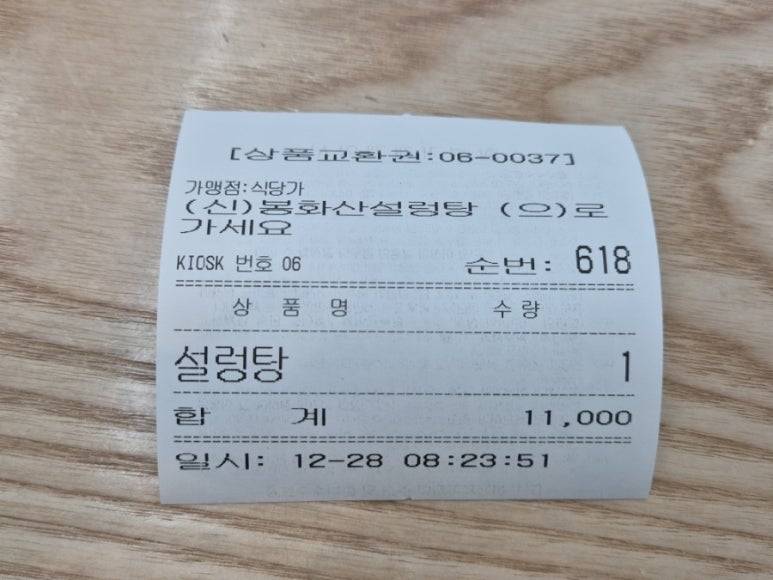 [상품교환권:06-0037]
가맹점:식당가
(신)봉화산설렁탕 (으)로
가세요
KIOSK 번호 06 순번: 618
상 품 명 수 량
설렁탕 1
합 계 11,000
일시: 12-28 08:23:51